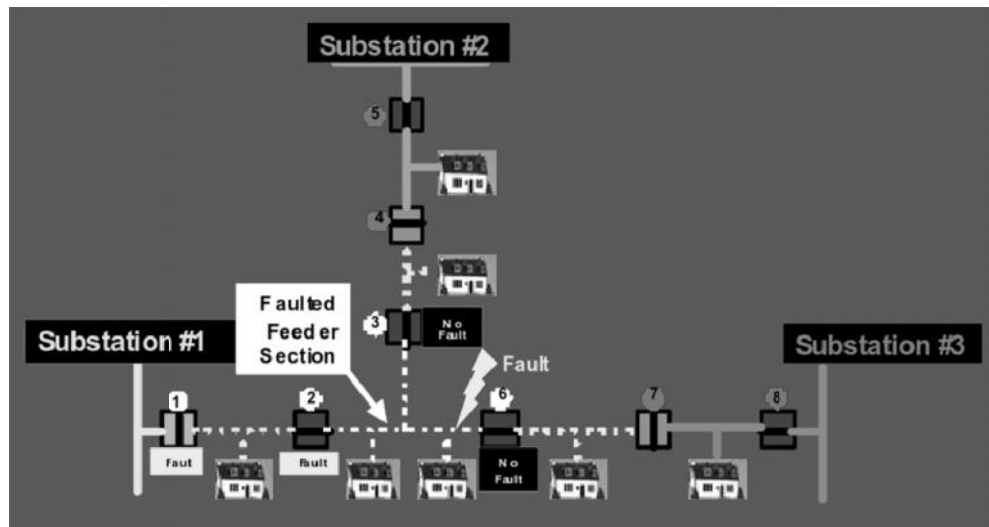 Substation #2
5
4
Faulted
Feeder
Section
3
No
Fault
Substation #1
Fault
Substation #3
1
2
6
7
8
Faut
Fault
No
Fault